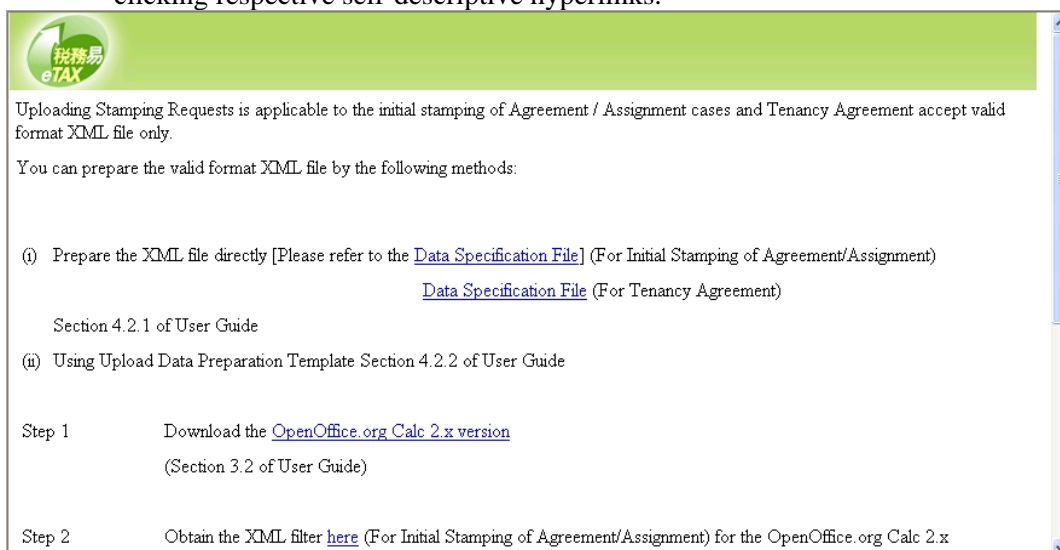 clicking respective self-descriptive hyperlinks.
税務易
eTAX
Uploading Stamping Requests is applicable to the initial stamping of Agreement / Assignment cases and Tenancy Agreement accept valid
format XML file only.
You can prepare the valid format XML file by the following methods:
(i) Prepare the XML file directly [Please refer to the Data Specification File] (For Initial Stamping of Agreement/Assignment)
Data Specification File (For Tenancy Agreement)
Section 4.2.1 of User Guide
(ii) Using Upload Data Preparation Template Section 4.2.2 of User Guide
Step 1 Download the OpenOffice.org Calc 2.x version
(Section 3.2 of User Guide)
Step 2 Obtain the XML filter here (For Initial Stamping of Agreement/Assignment) for the OpenOffice.org Calc 2.x